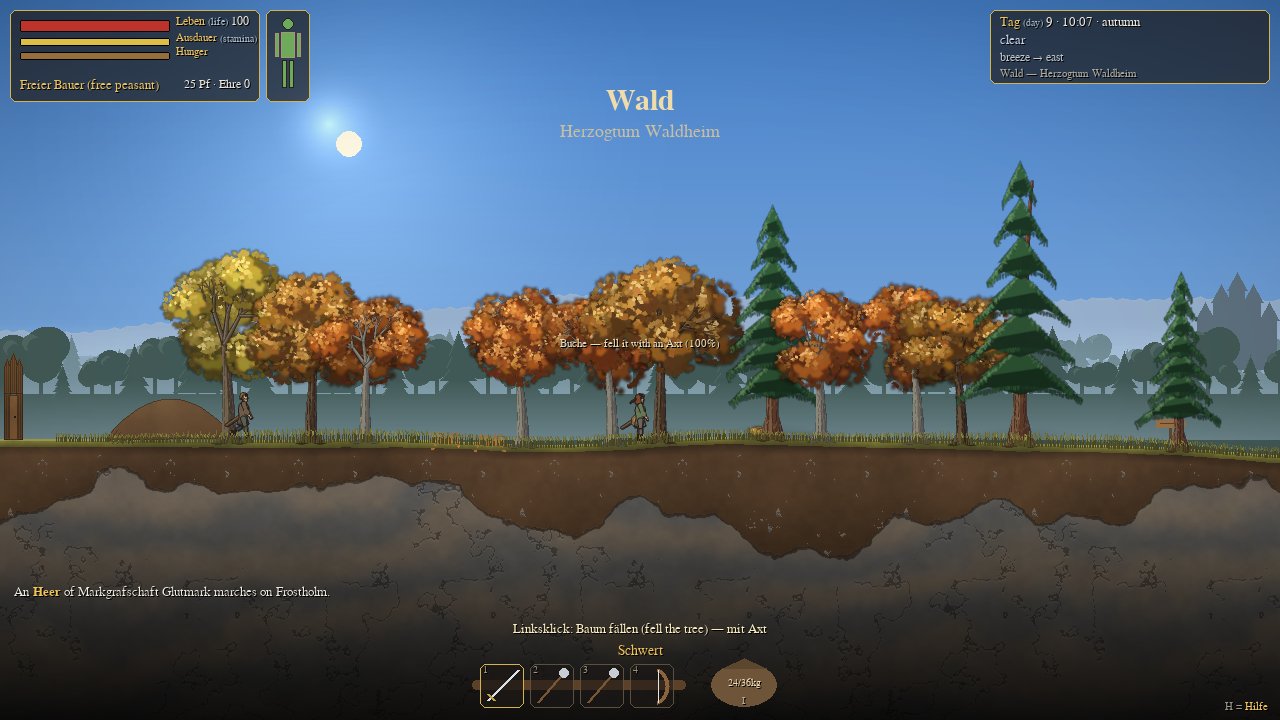 Leben (life) 100
Ausdauer (stamina)
Hunger
Freier Bauer (free peasant) 25 Pf · Ehre 0
Tag (day) 9 · 10:07 · autumn
clear
breeze → east
Wald — Herzogtum Waldheim
Wald
Herzogtum Waldheim
Buche — fell it with an Axt (100%)
An Heer of Markgrafschaft Glutmark marches on Frostholm.
Linksklick: Baum fällen (fell the tree) — mit Axt
Schwert
1 2 3 4
24/36kg
I
H = Hilfe